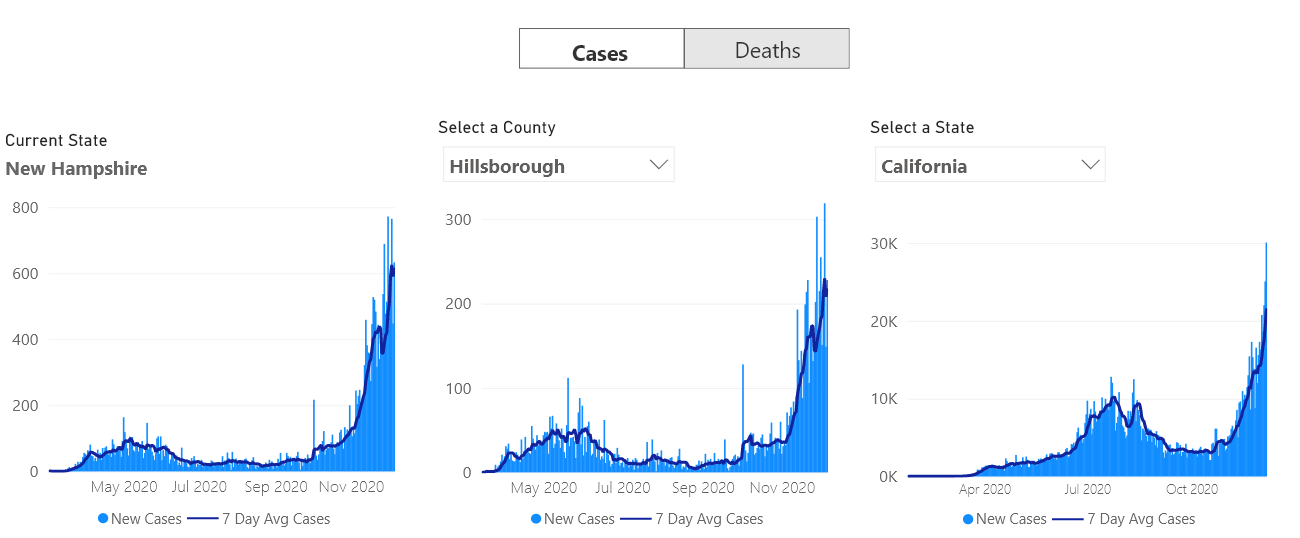 Cases
Deaths
Current State
New Hampshire
800
600
400
200
0
May 2020
Jul 2020
Sep 2020
Nov 2020
New Cases
7 Day Avg Cases
Select a County
Hillsborough
300
200
100
0
May 2020
Jul 2020
Sep 2020
Nov 2020
New Cases
7 Day Avg Cases
Select a State
California
30K
20K
10K
0K
Apr 2020
Jul 2020
Oct 2020
New Cases
7 Day Avg Cases